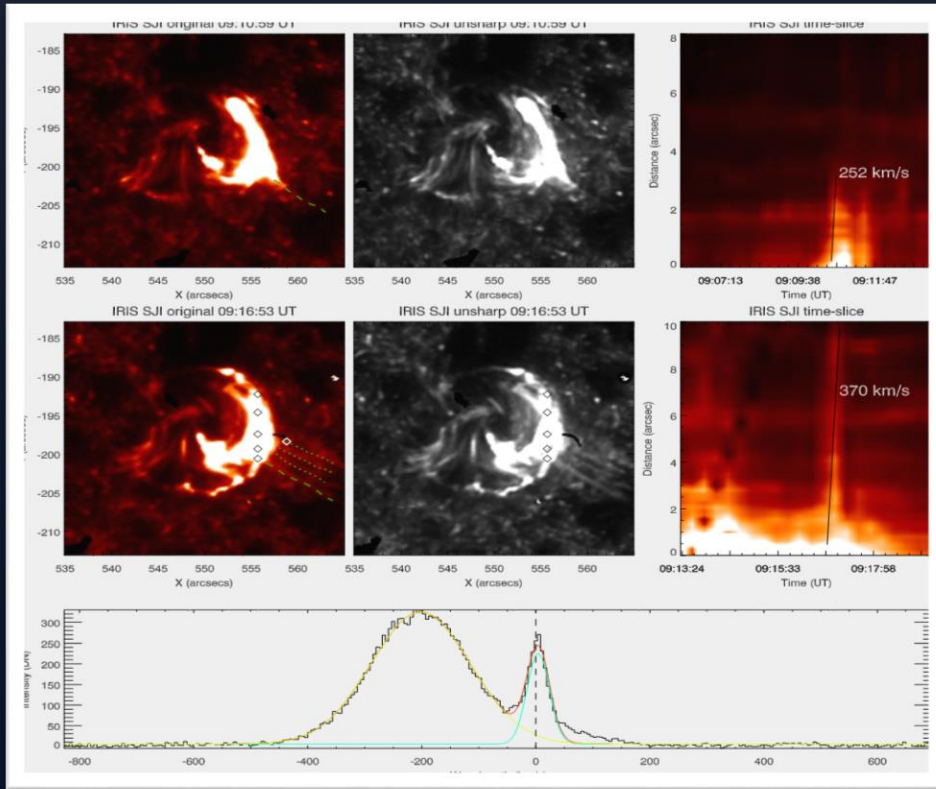 IRIS SJI original 09:10:59 UT
IRIS SJI unsharp 09:10:59 UT
IRIS SJI time-slice
-185
-190
-195
-200
-205
-210
535 540 545 550 555 560
X (arcsecs)
535 540 545 550 555 560
X (arcsecs)
8
6
4
2
0
Distance (arcsec)
252 km/s
09:07:13 09:09:38 09:11:47
Time (UT)
IRIS SJI original 09:16:53 UT
IRIS SJI unsharp 09:16:53 UT
IRIS SJI time-slice
-185
-190
-195
-200
-205
-210
535 540 545 550 555 560
X (arcsecs)
535 540 545 550 555 560
X (arcsecs)
10
8
6
4
2
0
Distance (arcsec)
370 km/s
09:13:24 09:15:33 09:17:58
Time (UT)
300
250
200
150
100
50
0
(DN)
-800 -600 -400 -200 0 200 400 600